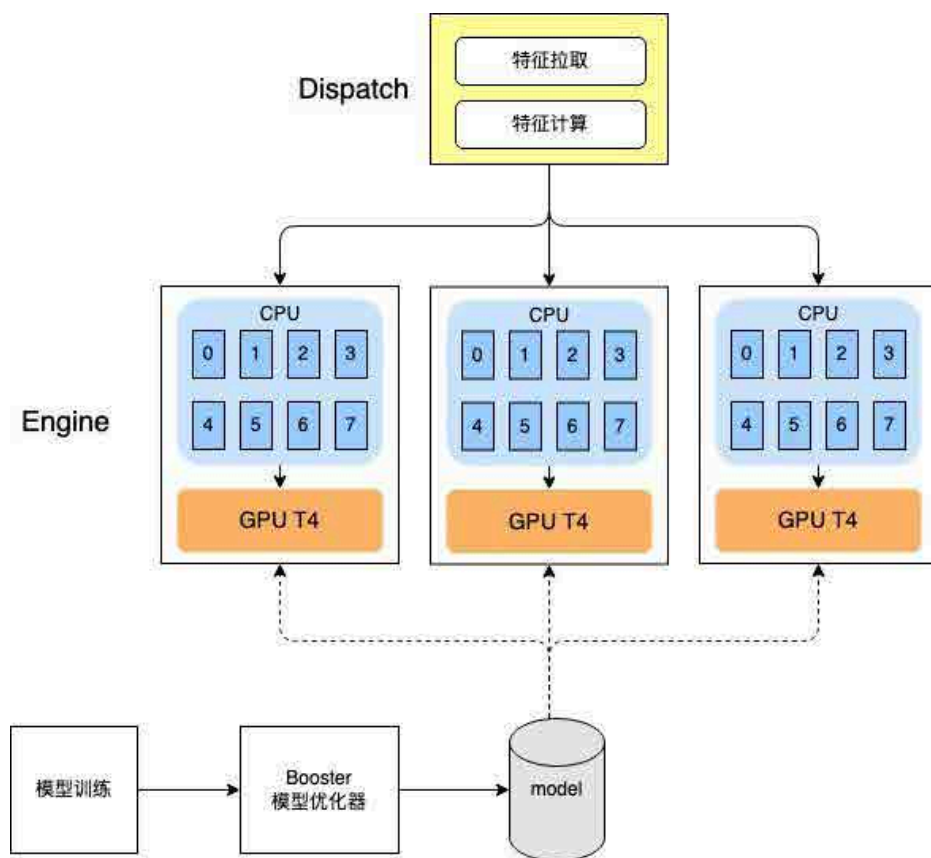 特征拉取
Dispatch
特征计算
CPU
0 1 2 3
4 5 6 7
GPU T4
CPU
0 1 2 3
4 5 6 7
GPU T4
CPU
0 1 2 3
4 5 6 7
GPU T4
Engine
模型训练
Booster
模型优化器
model